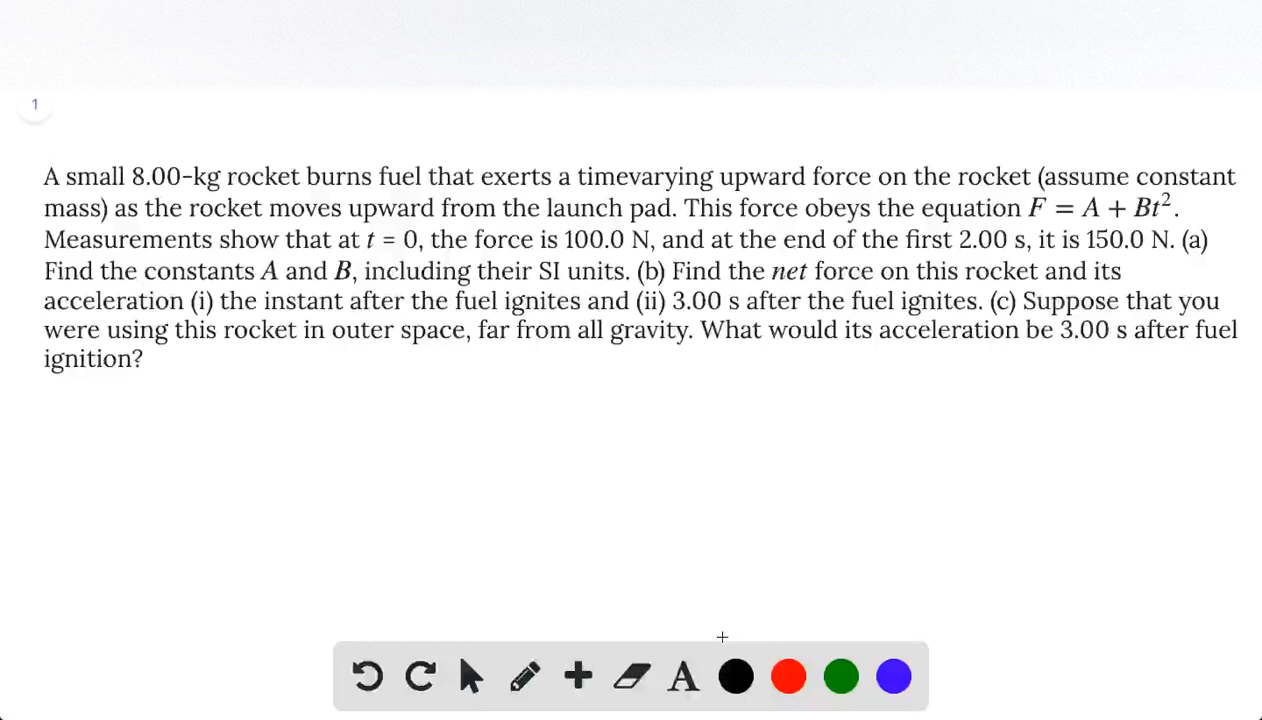 1
A small 8.00-kg rocket burns fuel that exerts a timevarying upward force on the rocket (assume constant
mass) as the rocket moves upward from the launch pad. This force obeys the equation F = A + Bt².
Measurements show that at t = 0, the force is 100.0 N, and at the end of the first 2.00 s, it is 150.0 N. (a)
Find the constants A and B, including their SI units. (b) Find the net force on this rocket and its
acceleration (i) the instant after the fuel ignites and (ii) 3.00 s after the fuel ignites. (c) Suppose that you
were using this rocket in outer space, far from all gravity. What would its acceleration be 3.00 s after fuel
ignition?
A